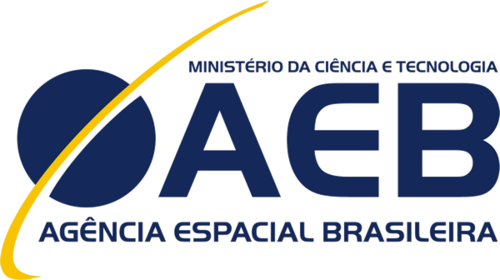 MINISTÉRIO DA CIÊNCIA E TECNOLOGIA
AEB
AGÊNCIA ESPACIAL BRASILEIRA